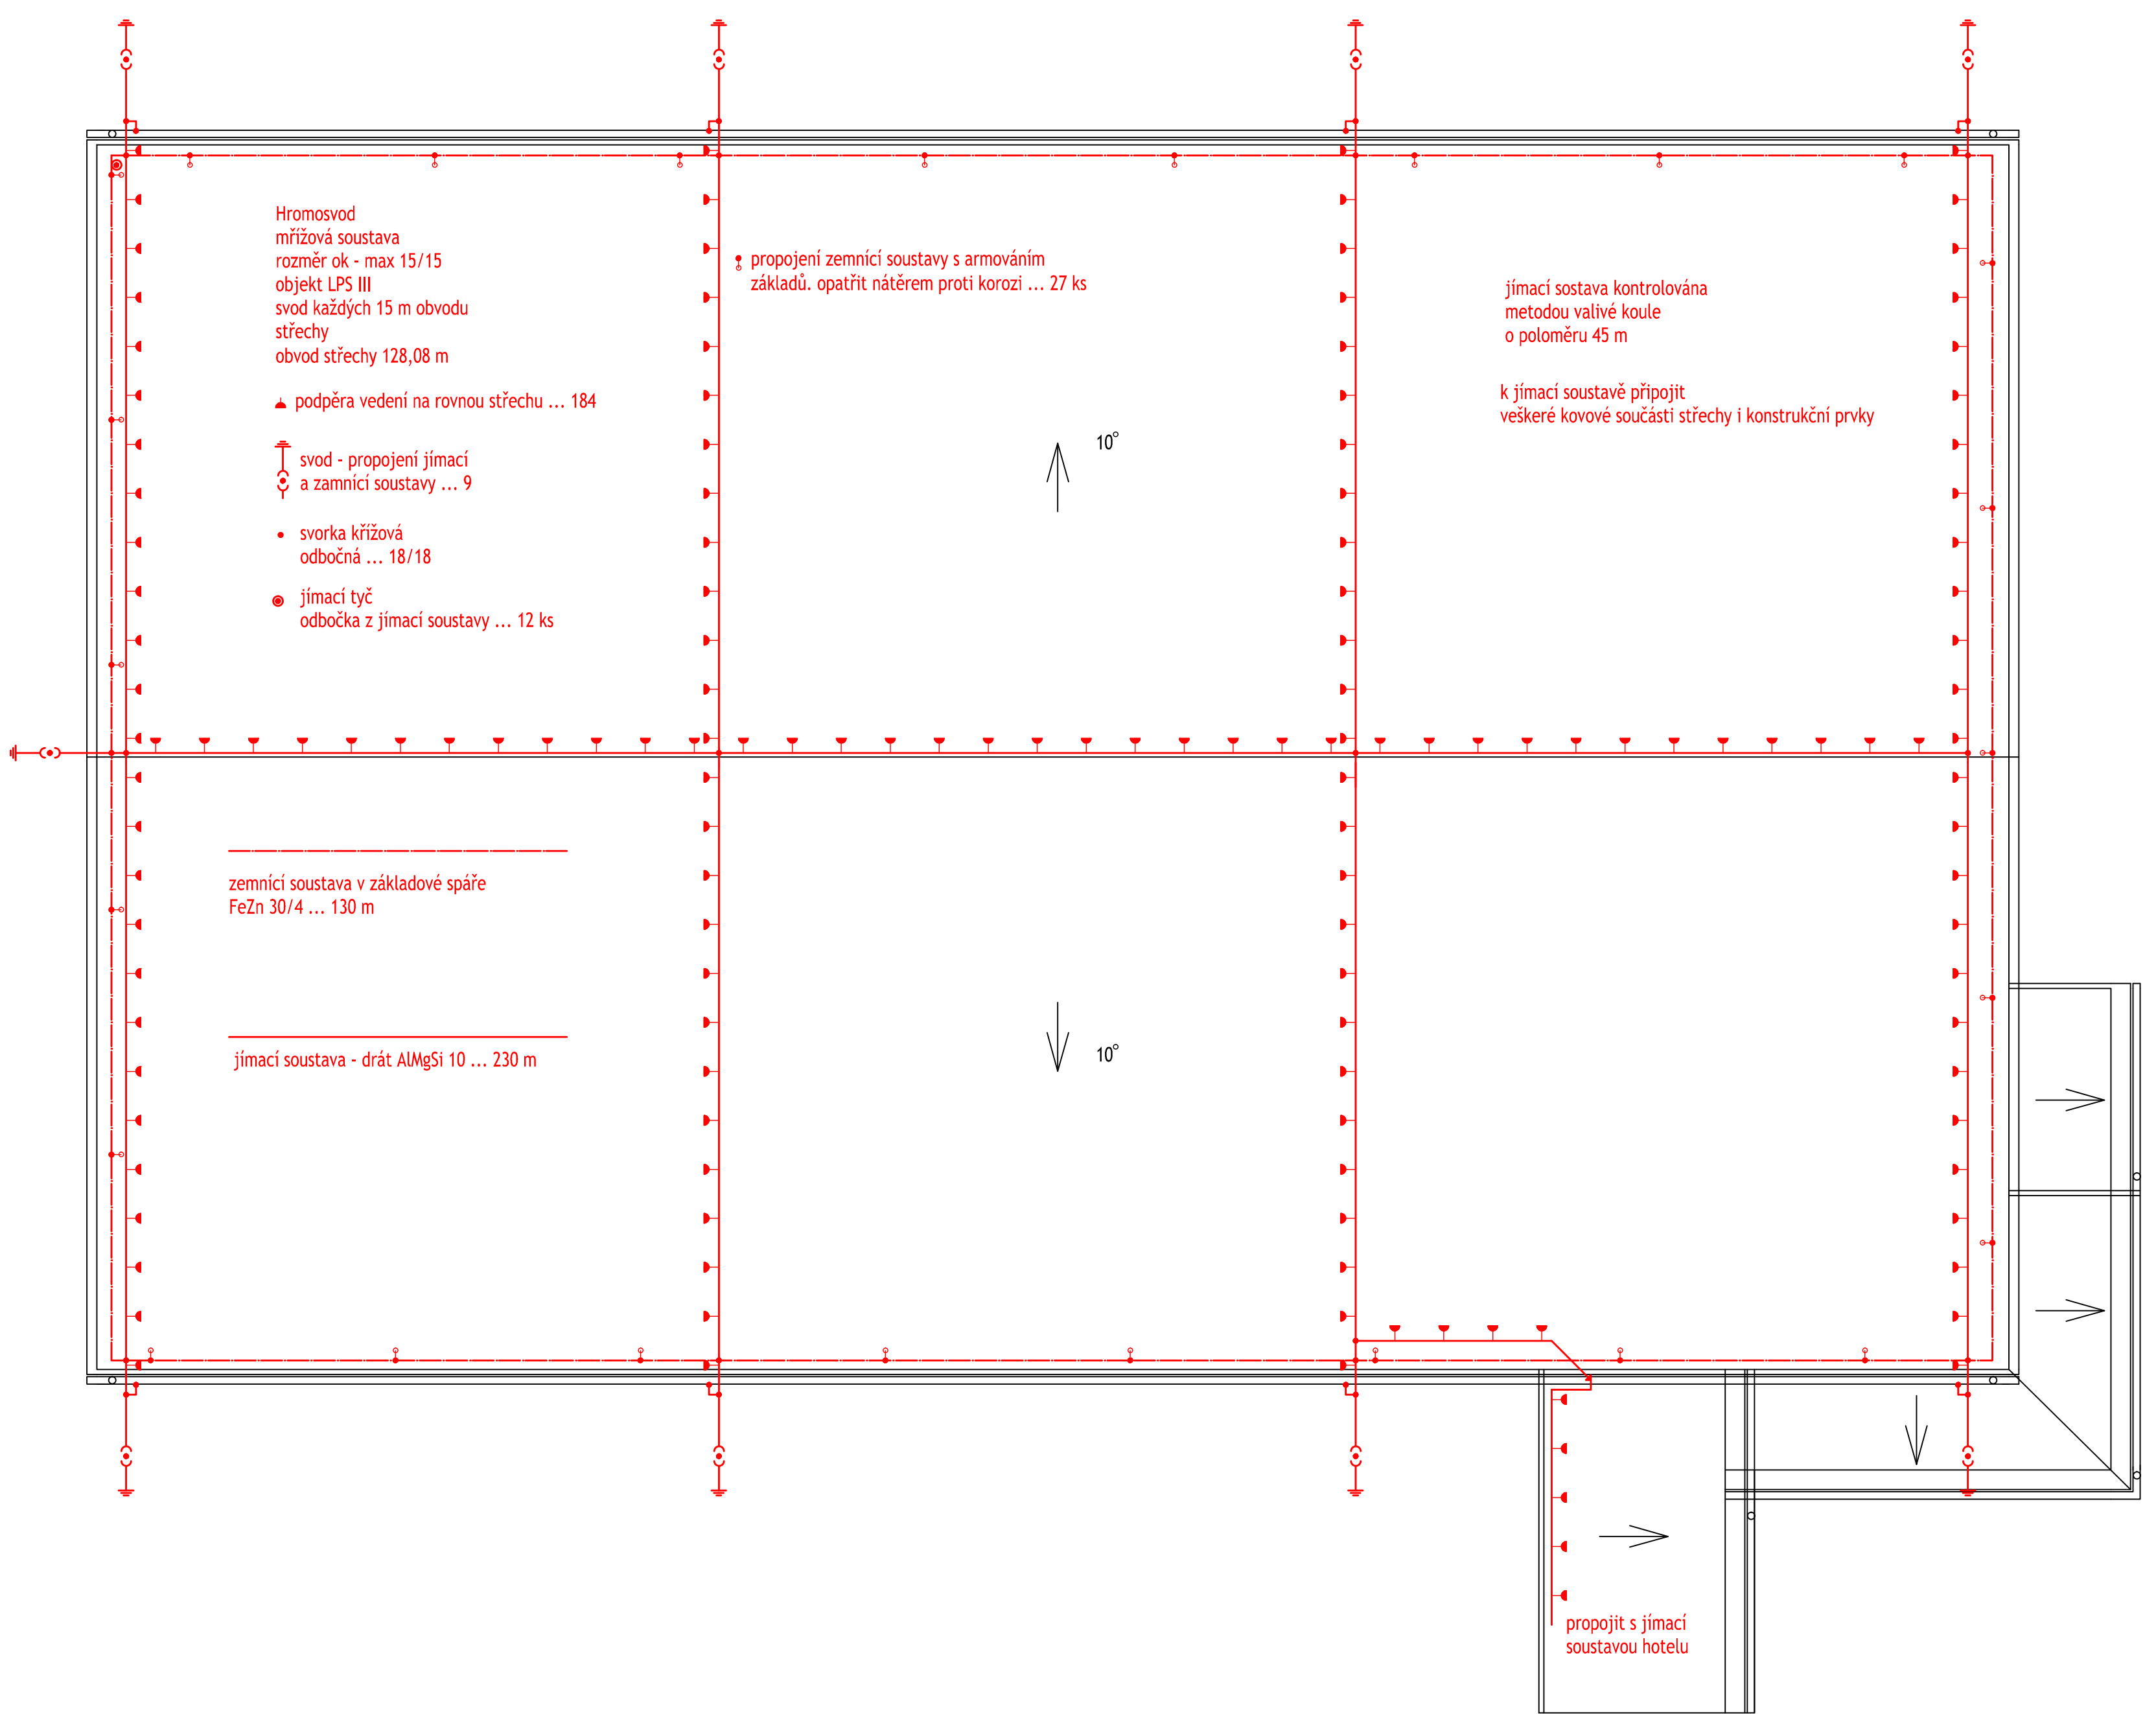 Hromosvod
mřížová soustava
rozměr ok - max 15/15
objekt LPS III
svod každých 15 m obvodu
střechy
obvod střechy 128,08 m
podpěra vedení na rovnou střechu ... 184
svod - propojení jímací
a zamnící soustavy ... 9
svorka křížová
odbočná ... 18/18
jímací tyč
odbočka z jímací soustavy ... 12 ks
propojení zemnící soustavy s armováním
základů. opatřit nátěrem proti korozi ... 27 ks
jímací sostava kontrolována
metodou valivé koule
o poloměru 45 m
k jímací soustavě připojit
veškeré kovové součásti střechy i konstrukční prvky
10°
zemnící soustava v základové spáře
FeZn 30/4 ... 130 m
jímací soustava - drát AlMgSi 10 ... 230 m
10°
propojit s jímací
soustavou hotelu